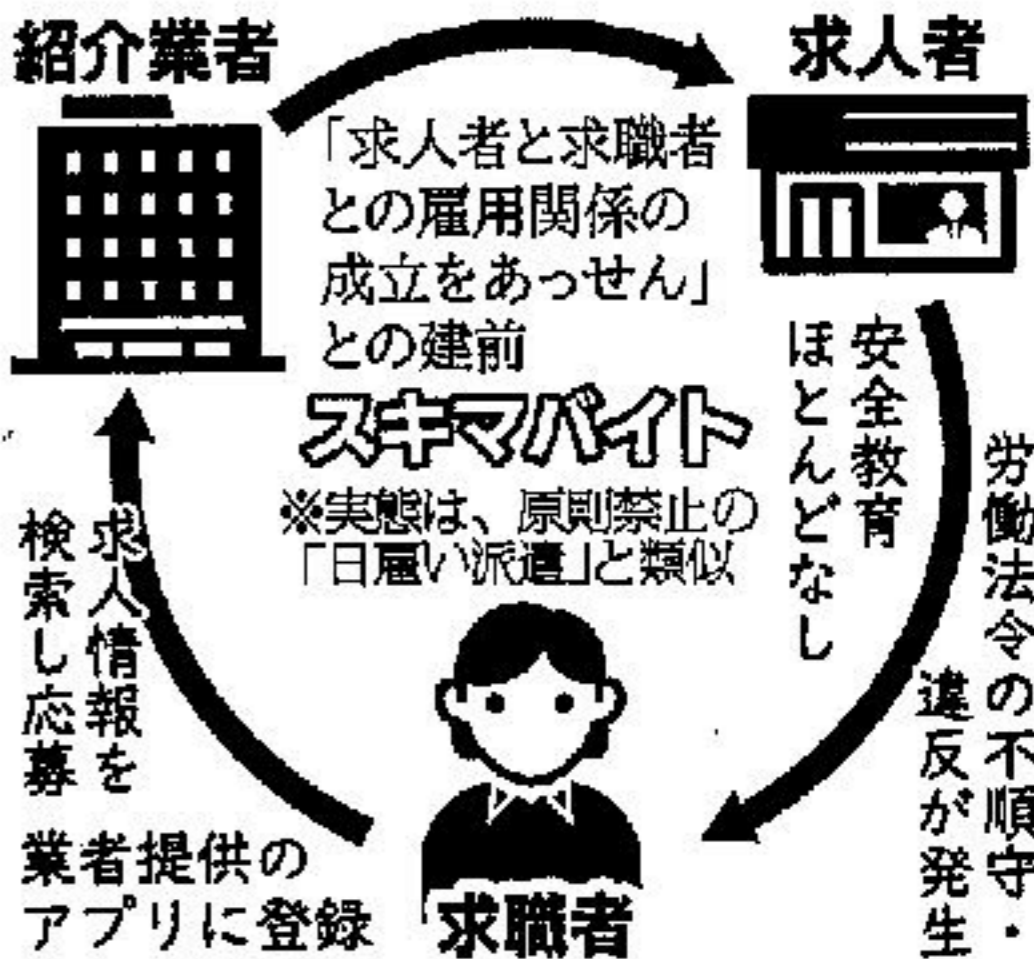 紹介業者
求人者
「求人者と求職者
との雇用関係の
成立をあっせん」
との建前
スキマバイト
※実態は、原則禁止の
「日雇い派遣」と類似
安全教育
ほとんどなし
労働法令の不順守・
違反が発生
求人情報を
検索し応募
業者提供の
アプリに登録
求職者